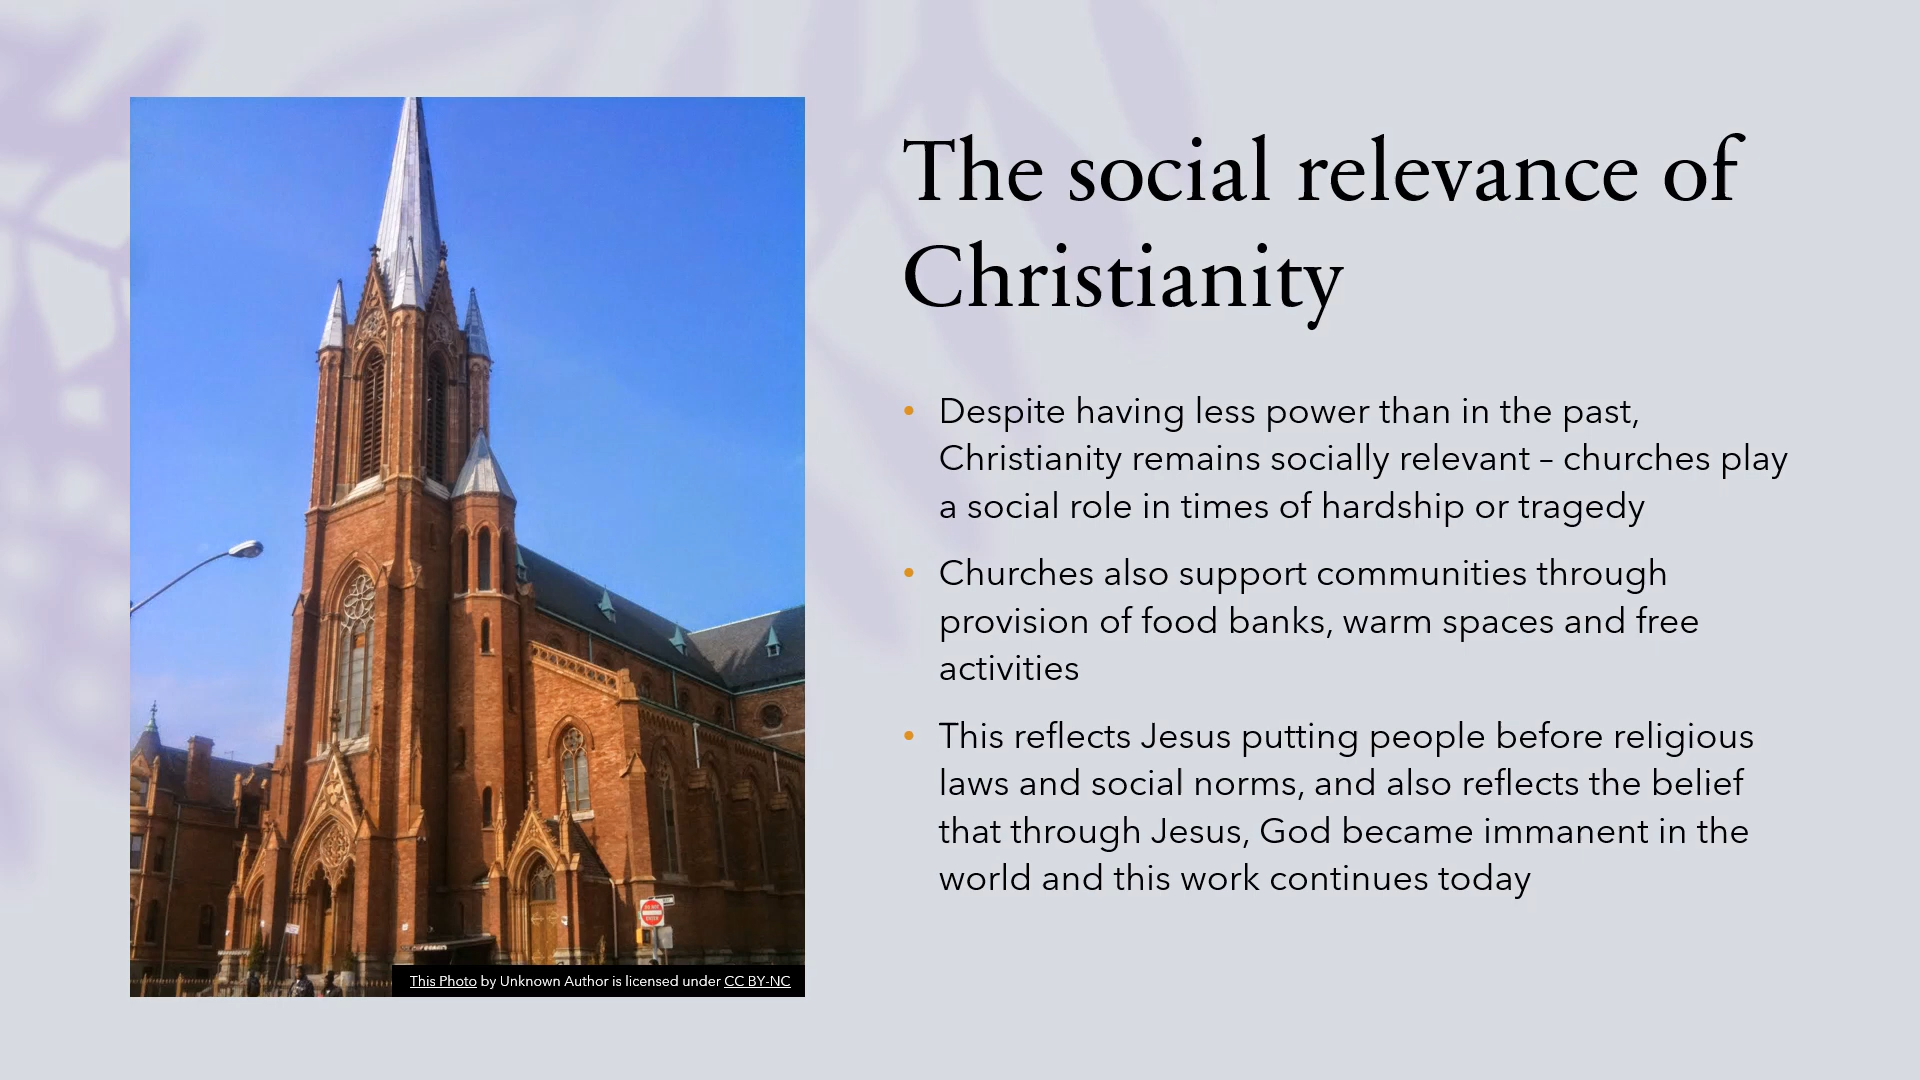 The social relevance of
Christianity
• Despite having less power than in the past,
Christianity remains socially relevant – churches play
a social role in times of hardship or tragedy
• Churches also support communities through
provision of food banks, warm spaces and free
activities
• This reflects Jesus putting people before religious
laws and social norms, and also reflects the belief
that through Jesus, God became immanent in the
world and this work continues today
This Photo by Unknown Author is licensed under CC BY-NC